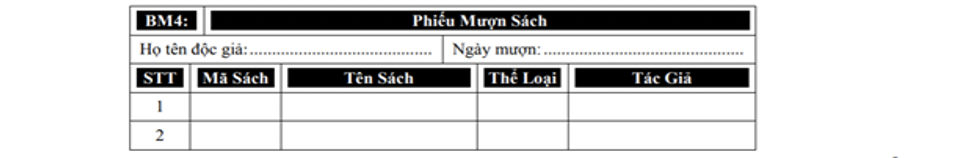 BM4: Phiếu Mượn Sách
Họ tên độc giả:......................................... Ngày mượn:.............................................
STT Mã Sách Tên Sách Thể Loại Tác Giả
1
2